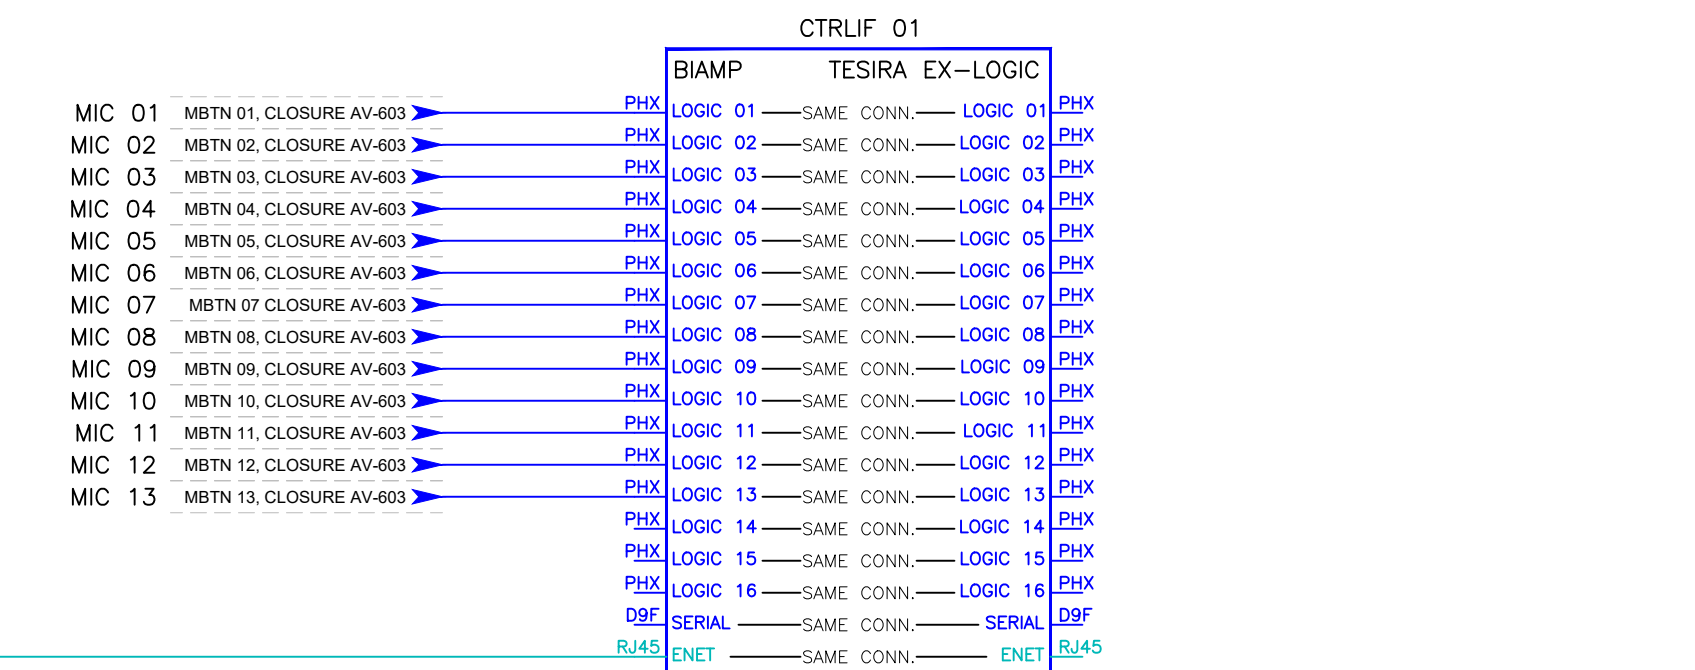 CTRLIF 01
BIAMP TESIRA EX-LOGIC
MIC 01 MBTN 01, CLOSURE AV-603 PHX LOGIC 01 SAME CONN. LOGIC 01 PHX
MIC 02 MBTN 02, CLOSURE AV-603 PHX LOGIC 02 SAME CONN. LOGIC 02 PHX
MIC 03 MBTN 03, CLOSURE AV-603 PHX LOGIC 03 SAME CONN. LOGIC 03 PHX
MIC 04 MBTN 04, CLOSURE AV-603 PHX LOGIC 04 SAME CONN. LOGIC 04 PHX
MIC 05 MBTN 05, CLOSURE AV-603 PHX LOGIC 05 SAME CONN. LOGIC 05 PHX
MIC 06 MBTN 06, CLOSURE AV-603 PHX LOGIC 06 SAME CONN. LOGIC 06 PHX
MIC 07 MBTN 07 CLOSURE AV-603 PHX LOGIC 07 SAME CONN. LOGIC 07 PHX
MIC 08 MBTN 08, CLOSURE AV-603 PHX LOGIC 08 SAME CONN. LOGIC 08 PHX
MIC 09 MBTN 09, CLOSURE AV-603 PHX LOGIC 09 SAME CONN. LOGIC 09 PHX
MIC 10 MBTN 10, CLOSURE AV-603 PHX LOGIC 10 SAME CONN. LOGIC 10 PHX
MIC 11 MBTN 11, CLOSURE AV-603 PHX LOGIC 11 SAME CONN. LOGIC 11 PHX
MIC 12 MBTN 12, CLOSURE AV-603 PHX LOGIC 12 SAME CONN. LOGIC 12 PHX
MIC 13 MBTN 13, CLOSURE AV-603 PHX LOGIC 13 SAME CONN. LOGIC 13 PHX
PHX LOGIC 14 SAME CONN. LOGIC 14 PHX
PHX LOGIC 15 SAME CONN. LOGIC 15 PHX
PHX LOGIC 16 SAME CONN. LOGIC 16 PHX
D9F SERIAL SAME CONN. SERIAL D9F
RJ45 ENET SAME CONN. ENET RJ45